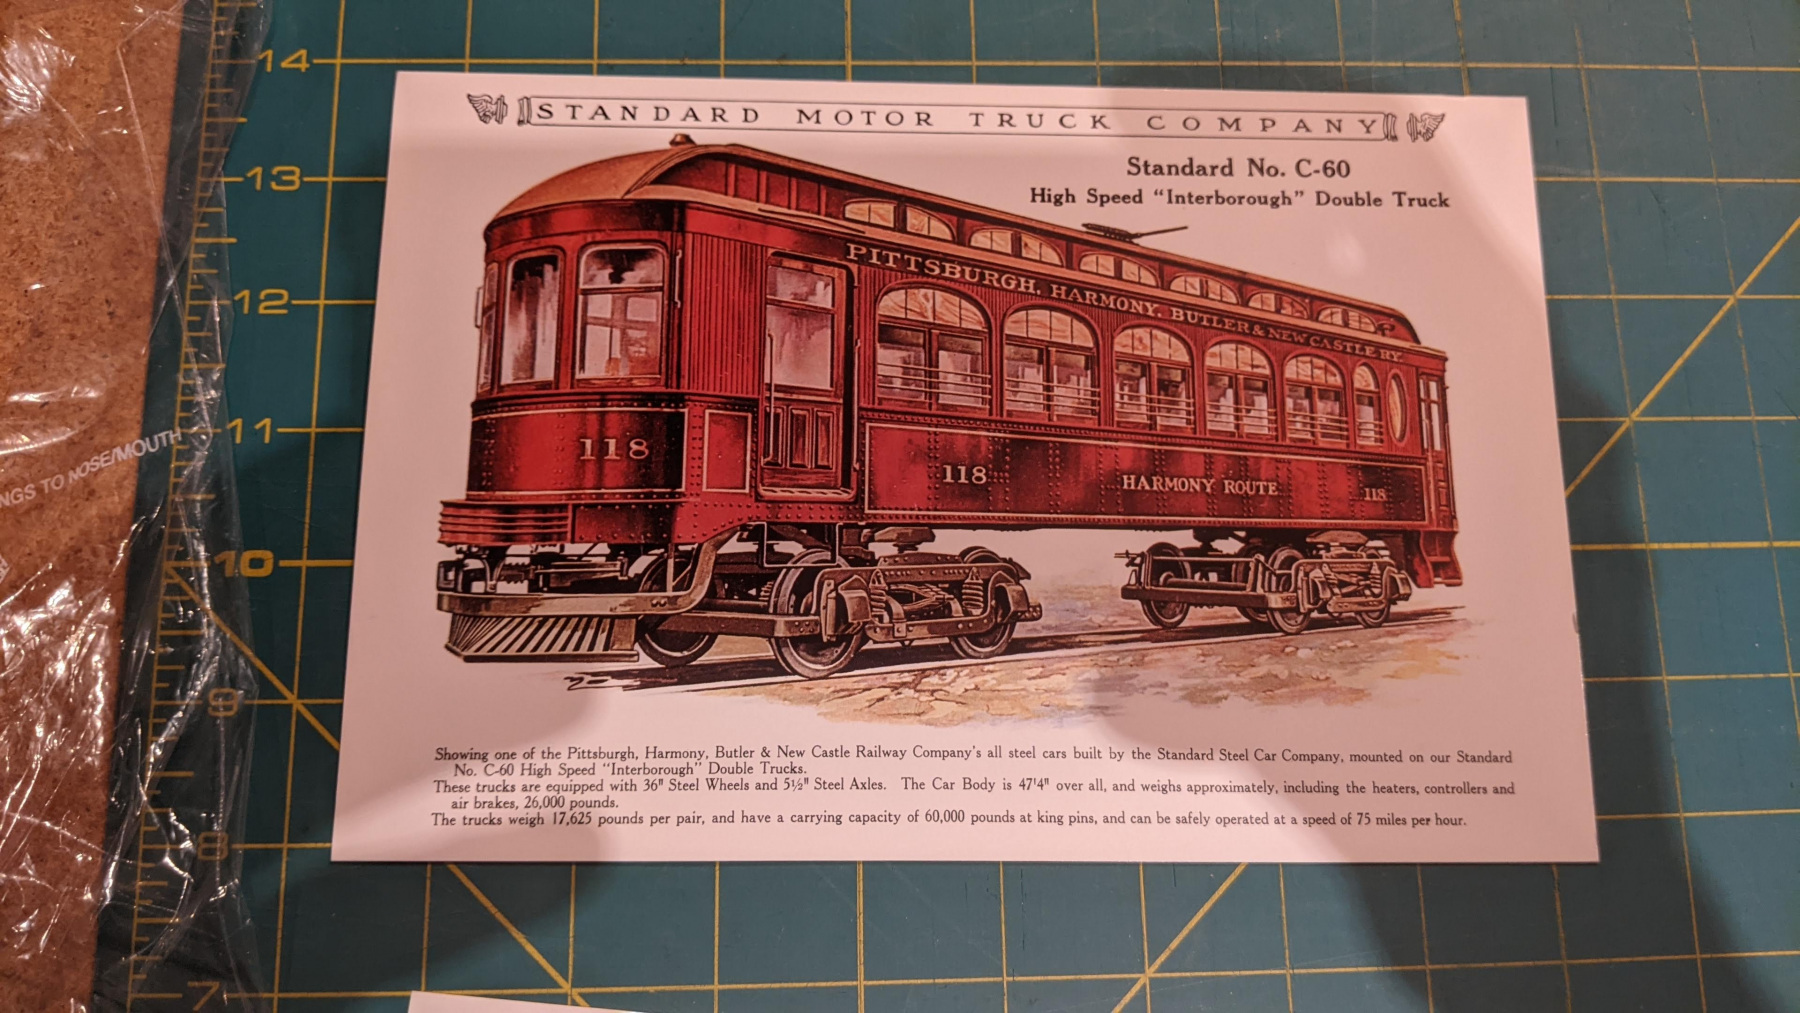 14
13
12
11
10
9
8
7
NGS TO NOSE/MOUTH
STANDARD MOTOR TRUCK COMPANY
Standard No. C-60
High Speed "Interborough" Double Truck
PITTSBURGH, HARMONY, BUTLER & NEW CASTLE RY.
118
118
HARMONY ROUTE
118
Showing one of the Pittsburgh, Harmony, Butler & New Castle Railway Company's all steel cars built by the Standard Steel Car Company, mounted on our Standard
No. C-60 High Speed "Interborough" Double Trucks.
These trucks are equipped with 36" Steel Wheels and 5½" Steel Axles. The Car Body is 47'4" over all, and weighs approximately, including the heaters, controllers and
air brakes, 26,000 pounds.
The trucks weigh 17,625 pounds per pair, and have a carrying capacity of 60,000 pounds at king pins, and can be safely operated at a speed of 75 miles per hour.